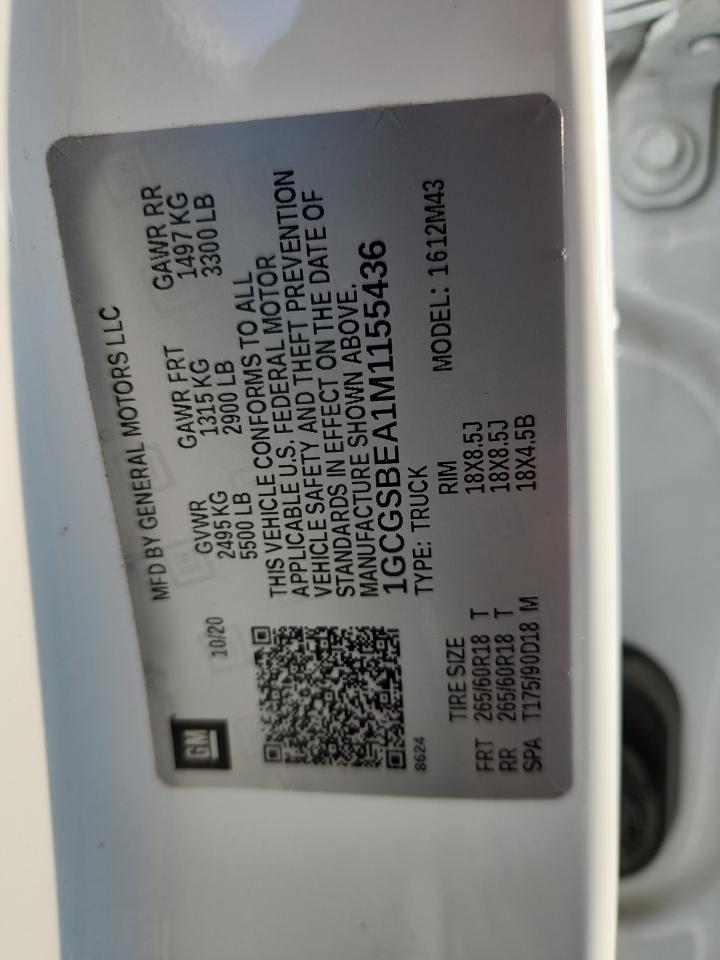 GM
10/20
MFD BY GENERAL MOTORS LLC
GVWR GAWR FRT GAWR RR
2495 KG 1315 KG 1497 KG
5500 LB 2900 LB 3300 LB
THIS VEHICLE CONFORMS TO ALL
APPLICABLE U.S. FEDERAL MOTOR
VEHICLE SAFETY AND THEFT PREVENTION
STANDARDS IN EFFECT ON THE DATE OF
MANUFACTURE SHOWN ABOVE.
1GCGSBEA1M1155436
8624
TYPE: TRUCK MODEL: 1612M43
TIRE SIZE RIM
FRT 265/60R18 T 18X8.5J
RR 265/60R18 T 18X8.5J
SPA T175/90D18 M 18X4.5B